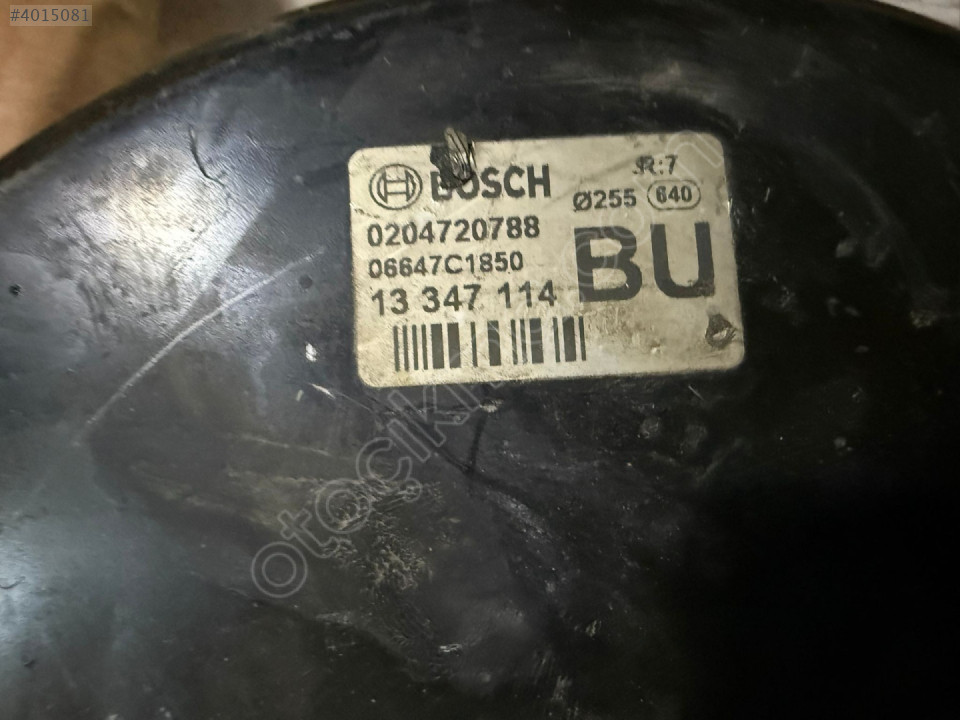 #4015081
BOSCH
R:7
Ø255 640
0204720788
06647C1850
13 347 114
BU